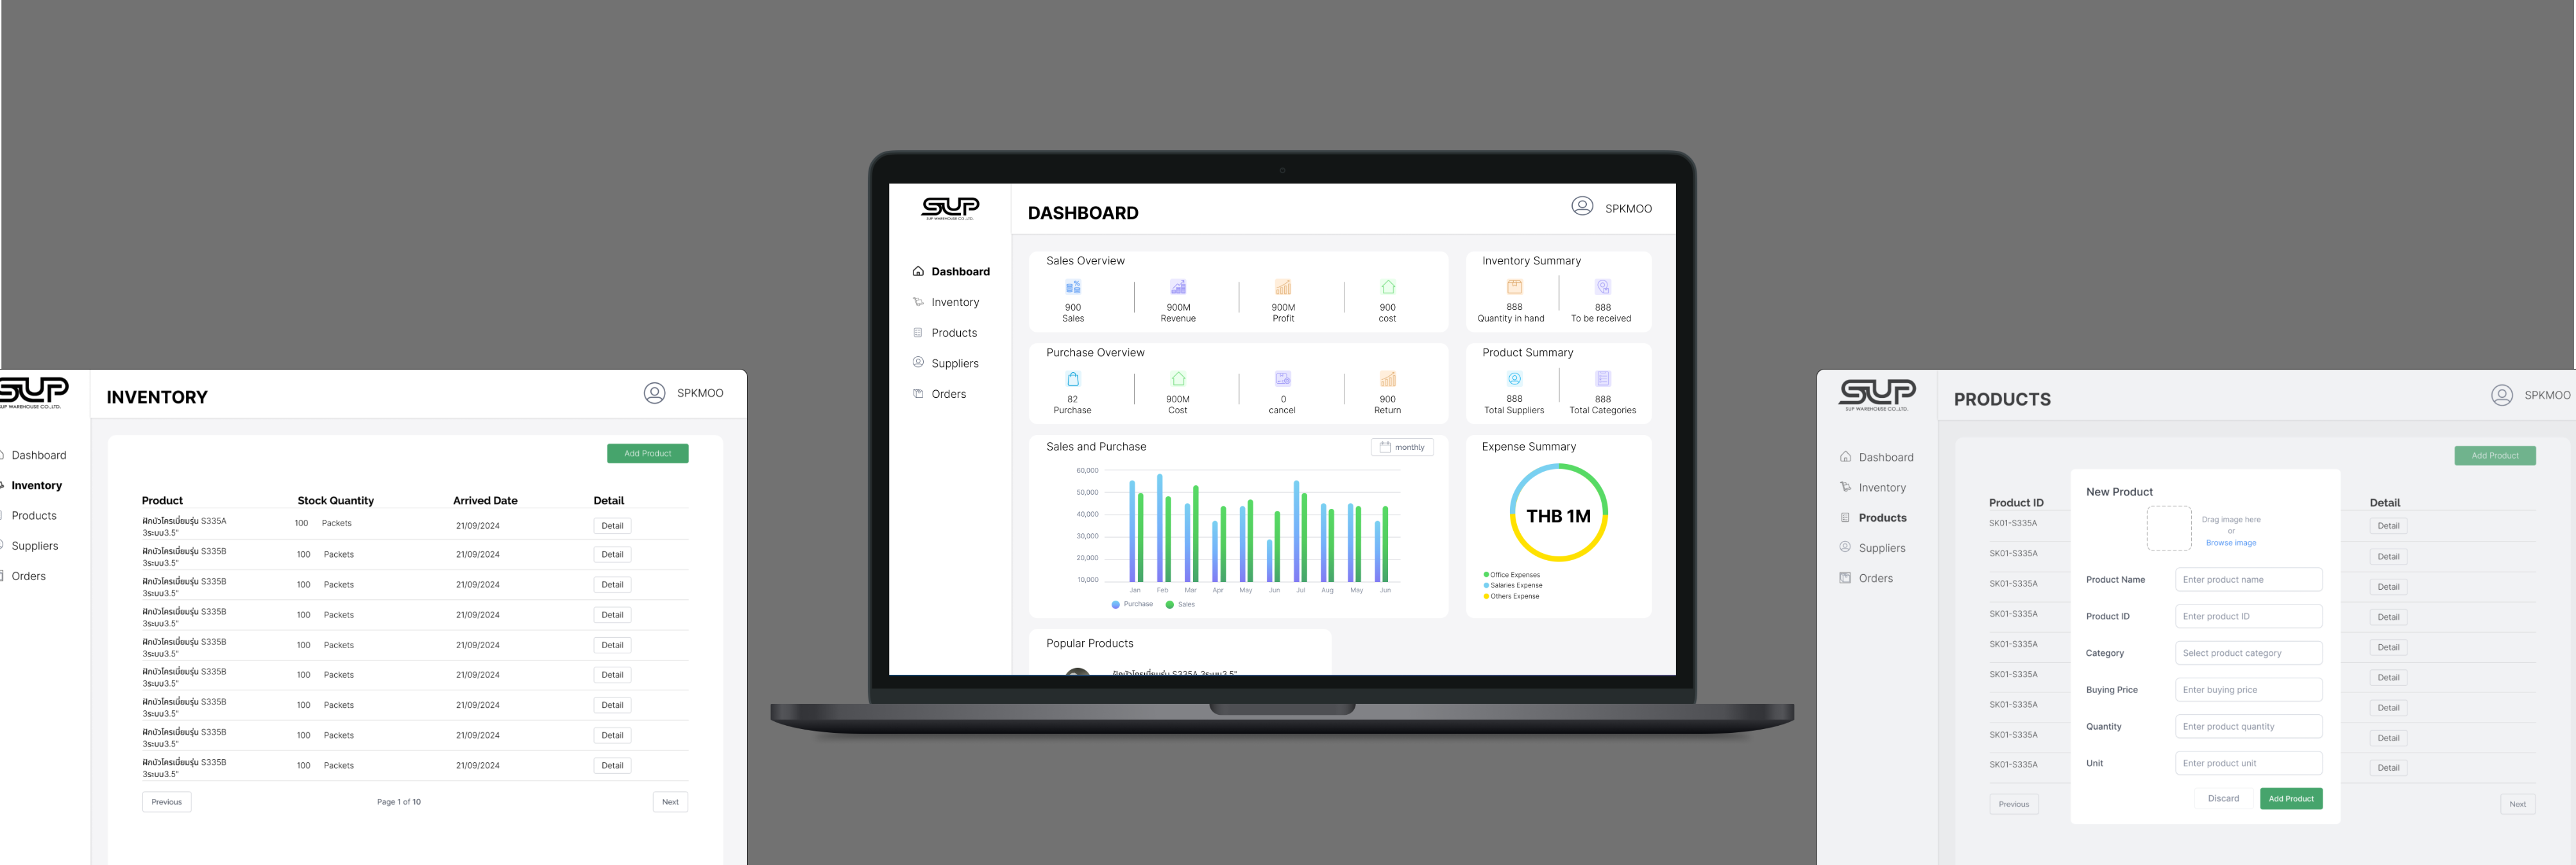 SUP
SUP WAREHOUSE CO.,LTD.
INVENTORY
SPKMOO
Dashboard
Inventory
Products
Suppliers
Orders
Add Product
Product Stock Quantity Arrived Date Detail
ฝักบัวโครเมี่ยมรุ่น S335A
3ระบบ3.5"
100 Packets 21/09/2024 Detail
ฝักบัวโครเมี่ยมรุ่น S335B
3ระบบ3.5"
100 Packets 21/09/2024 Detail
ฝักบัวโครเมี่ยมรุ่น S335B
3ระบบ3.5"
100 Packets 21/09/2024 Detail
ฝักบัวโครเมี่ยมรุ่น S335B
3ระบบ3.5"
100 Packets 21/09/2024 Detail
ฝักบัวโครเมี่ยมรุ่น S335B
3ระบบ3.5"
100 Packets 21/09/2024 Detail
ฝักบัวโครเมี่ยมรุ่น S335B
3ระบบ3.5"
100 Packets 21/09/2024 Detail
ฝักบัวโครเมี่ยมรุ่น S335B
3ระบบ3.5"
100 Packets 21/09/2024 Detail
ฝักบัวโครเมี่ยมรุ่น S335B
3ระบบ3.5"
100 Packets 21/09/2024 Detail
ฝักบัวโครเมี่ยมรุ่น S335B
3ระบบ3.5"
100 Packets 21/09/2024 Detail
Previous Page 1 of 10 Next
SUP
SUP WAREHOUSE CO.,LTD.
DASHBOARD
SPKMOO
Dashboard
Inventory
Products
Suppliers
Orders
Sales Overview
900 900M 900M 900
Sales Revenue Profit cost
Inventory Summary
888 888
Quantity in hand To be received
Purchase Overview
82 900M 0 900
Purchase Cost cancel Return
Product Summary
888 888
Total Suppliers Total Categories
Sales and Purchase
monthly
60,000
50,000
40,000
30,000
20,000
10,000
Jan Feb Mar Apr May Jun Jul Aug May Jun
Purchase Sales
Expense Summary
THB 1M
Office Expenses
Salaries Expense
Others Expense
Popular Products
ฝักบัวโครเมี่ยมรุ่น S335A 3ระบบ3.5"
SUP
SUP WAREHOUSE CO.,LTD.
PRODUCTS
SPKMOO
Dashboard
Inventory
Products
Suppliers
Orders
Add Product
Product ID Detail
SK01-S335A Detail
SK01-S335A Detail
SK01-S335A Detail
SK01-S335A Detail
SK01-S335A Detail
SK01-S335A Detail
SK01-S335A Detail
SK01-S335A Detail
SK01-S335A Detail
Previous Next
New Product
Drag image here
or
Browse image
Product Name Enter product name
Product ID Enter product ID
Category Select product category
Buying Price Enter buying price
Quantity Enter product quantity
Unit Enter product unit
Discard Add Product